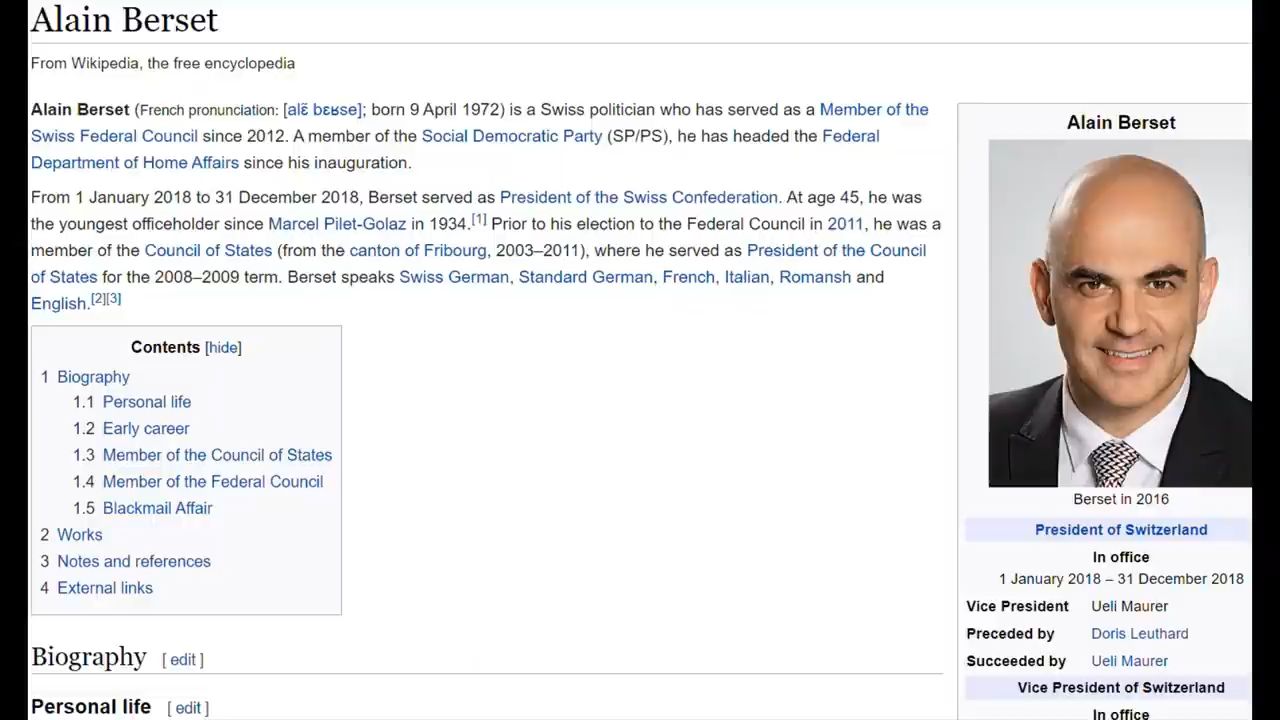 Alain Berset
From Wikipedia, the free encyclopedia
Alain Berset (French pronunciation: [alɛ̃ bɛʁse]; born 9 April 1972) is a Swiss politician who has served as a Member of the
Swiss Federal Council since 2012. A member of the Social Democratic Party (SP/PS), he has headed the Federal
Department of Home Affairs since his inauguration.
From 1 January 2018 to 31 December 2018, Berset served as President of the Swiss Confederation. At age 45, he was
the youngest officeholder since Marcel Pilet-Golaz in 1934.[1] Prior to his election to the Federal Council in 2011, he was a
member of the Council of States (from the canton of Fribourg, 2003–2011), where he served as President of the Council
of States for the 2008–2009 term. Berset speaks Swiss German, Standard German, French, Italian, Romansh and
English.[2][3]
Contents [hide]
1 Biography
1.1 Personal life
1.2 Early career
1.3 Member of the Council of States
1.4 Member of the Federal Council
1.5 Blackmail Affair
2 Works
3 Notes and references
4 External links
Biography [ edit ]
Personal life [ edit ]
Alain Berset
Berset in 2016
President of Switzerland
In office
1 January 2018 – 31 December 2018
Vice President Ueli Maurer
Preceded by Doris Leuthard
Succeeded by Ueli Maurer
Vice President of Switzerland
In office